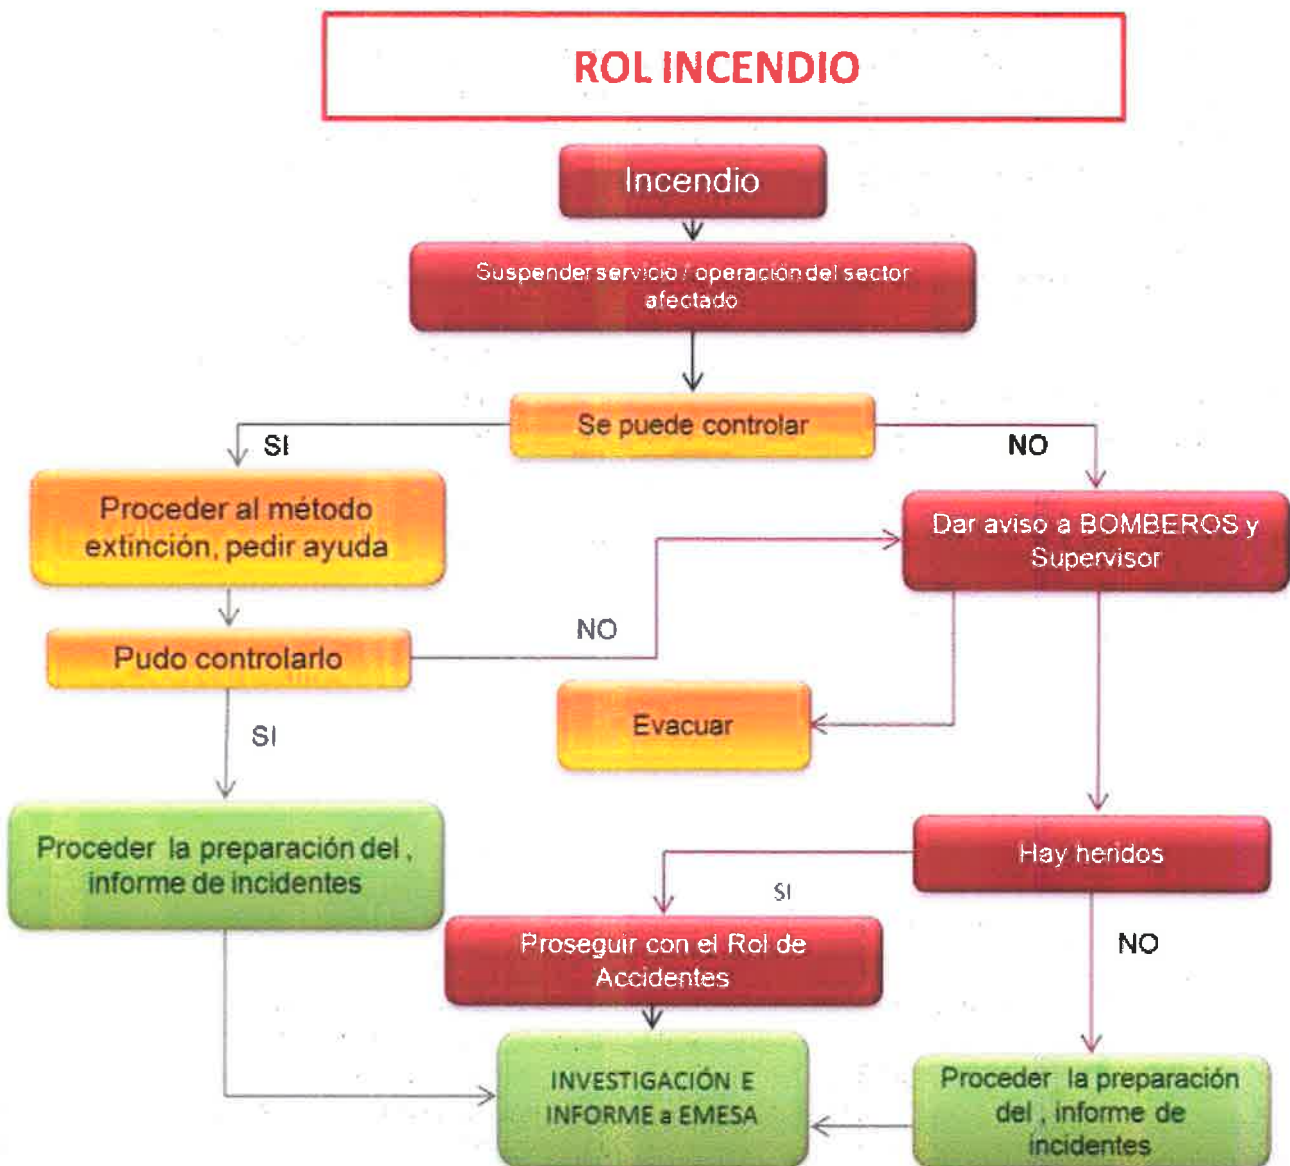 ROL INCENDIO
Incendio
Suspender servicio / operación del sector
afectado
Se puede controlar
SI
NO
Proceder al método
extinción, pedir ayuda
Dar aviso a BOMBEROS y
Supervisor
NO
Pudo controlarlo
Evacuar
SI
Proceder la preparación del ,
informe de incidentes
Hay heridos
SI
Proseguir con el Rol de
Accidentes
NO
INVESTIGACIÓN E
INFORME a EMESA
Proceder la preparación
del , informe de
incidentes